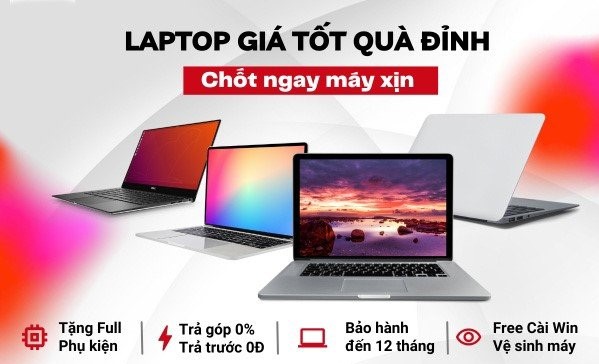 LAPTOP GIÁ TỐT QUÀ ĐỈNH
Chốt ngay máy xịn
Tặng Full
Phụ kiện
Trả góp 0%
Trả trước 0Đ
Bảo hành
đến 12 tháng
Free Cài Win
Vệ sinh máy